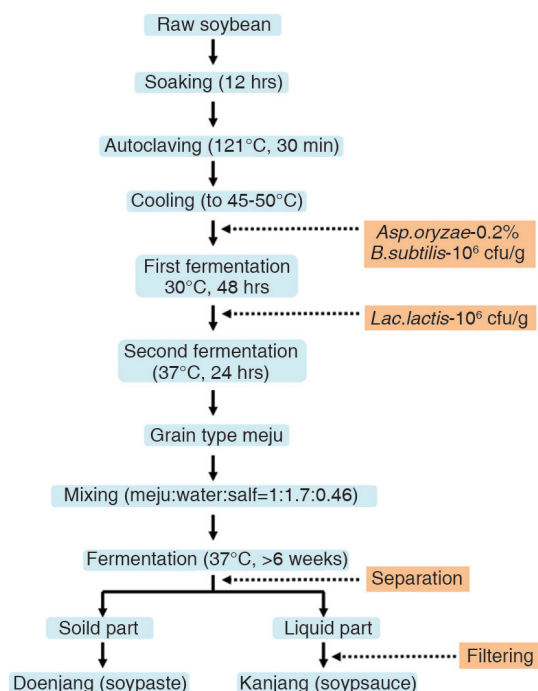 Raw soybean
Soaking (12 hrs)
Autoclaving (121°C, 30 min)
Cooling (to 45-50°C)
Asp.oryzae-0.2%
B.subtilis-10⁶ cfu/g
First fermentation
30°C, 48 hrs
Lac.lactis-10⁶ cfu/g
Second fermentation
(37°C, 24 hrs)
Grain type meju
Mixing (meju:water:salf=1:1.7:0.46)
Fermentation (37°C, >6 weeks)
Separation
Soild part
Liquid part
Filtering
Doenjang (soypaste)
Kanjang (soypsauce)